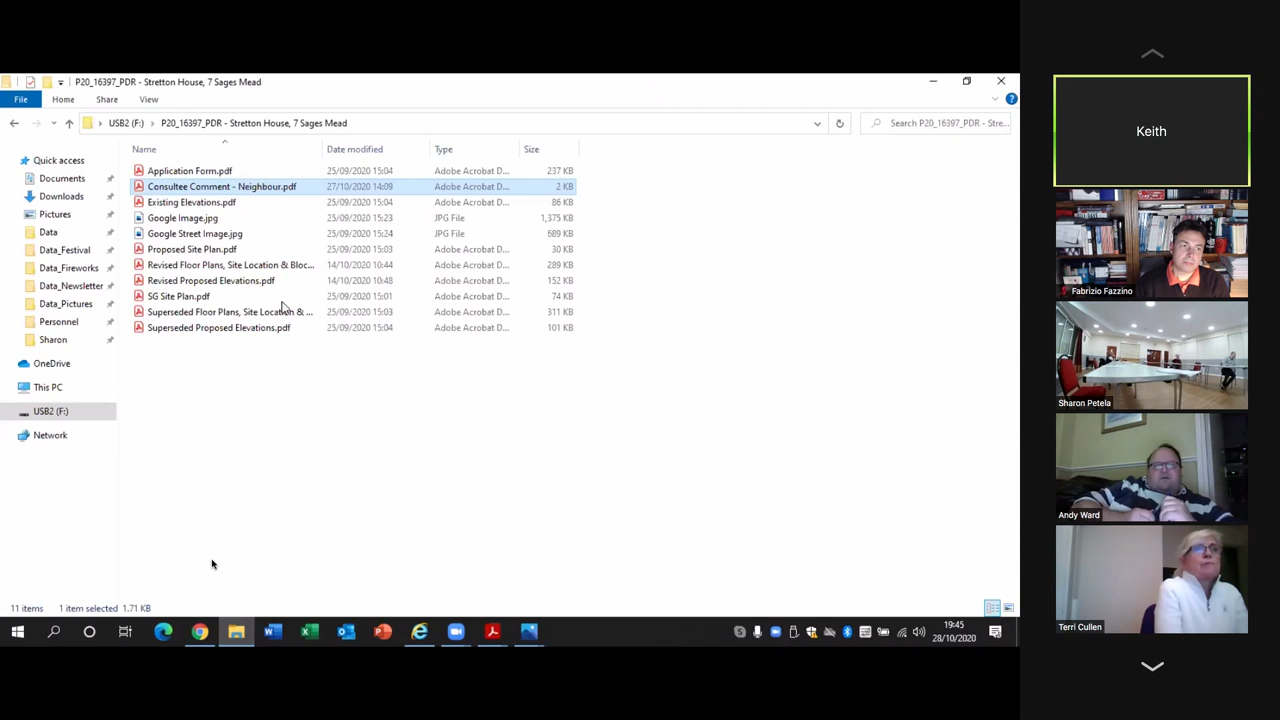 P20_16397_PDR - Stretton House, 7 Sages Mead
File Home Share View
USB2 (F:) P20_16397_PDR - Stretton House, 7 Sages Mead Search P20_16397_PDR - Stre...
Name Date modified Type Size
Application Form.pdf 25/09/2020 15:04 Adobe Acrobat D... 237 KB
Consultee Comment - Neighbour.pdf 27/10/2020 14:09 Adobe Acrobat D... 2 KB
Existing Elevations.pdf 25/09/2020 15:04 Adobe Acrobat D... 86 KB
Google Image.jpg 25/09/2020 15:23 JPG File 1,375 KB
Google Street Image.jpg 25/09/2020 15:24 JPG File 689 KB
Proposed Site Plan.pdf 25/09/2020 15:03 Adobe Acrobat D... 30 KB
Revised Floor Plans, Site Location & Bloc... 14/10/2020 10:44 Adobe Acrobat D... 289 KB
Revised Proposed Elevations.pdf 14/10/2020 10:48 Adobe Acrobat D... 152 KB
SG Site Plan.pdf 25/09/2020 15:01 Adobe Acrobat D... 74 KB
Superseded Floor Plans, Site Location & ... 25/09/2020 15:03 Adobe Acrobat D... 311 KB
Superseded Proposed Elevations.pdf 25/09/2020 15:04 Adobe Acrobat D... 101 KB
Quick access
Documents
Downloads
Pictures
Data
Data_Festival
Data_Fireworks
Data_Newsletter
Data_Pictures
Personnel
Sharon
OneDrive
This PC
USB2 (F:)
Network
11 items 1 item selected 1.71 KB
19:45
28/10/2020
Keith
Fabrizio Fazzino
Sharon Petela
Andy Ward
Terri Cullen